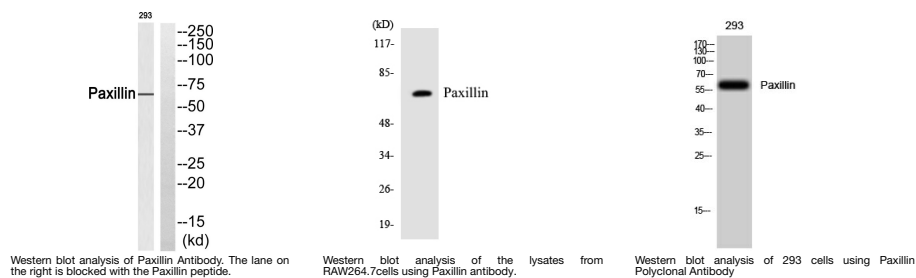 293
--250
--150
--100
Paxillin
--75
--50
--37
--25
--20
--15
(kd)
Western blot analysis of Paxillin Antibody. The lane on
the right is blocked with the Paxillin peptide.
(kD)
117-
85-
Paxillin
48-
34-
26-
19-
Western blot analysis of the lysates from
RAW264.7cells using Paxillin antibody.
293
170—
130—
100—
70—
55—
Paxillin
40—
35—
25—
15—
Western blot analysis of 293 cells using Paxillin
Polyclonal Antibody